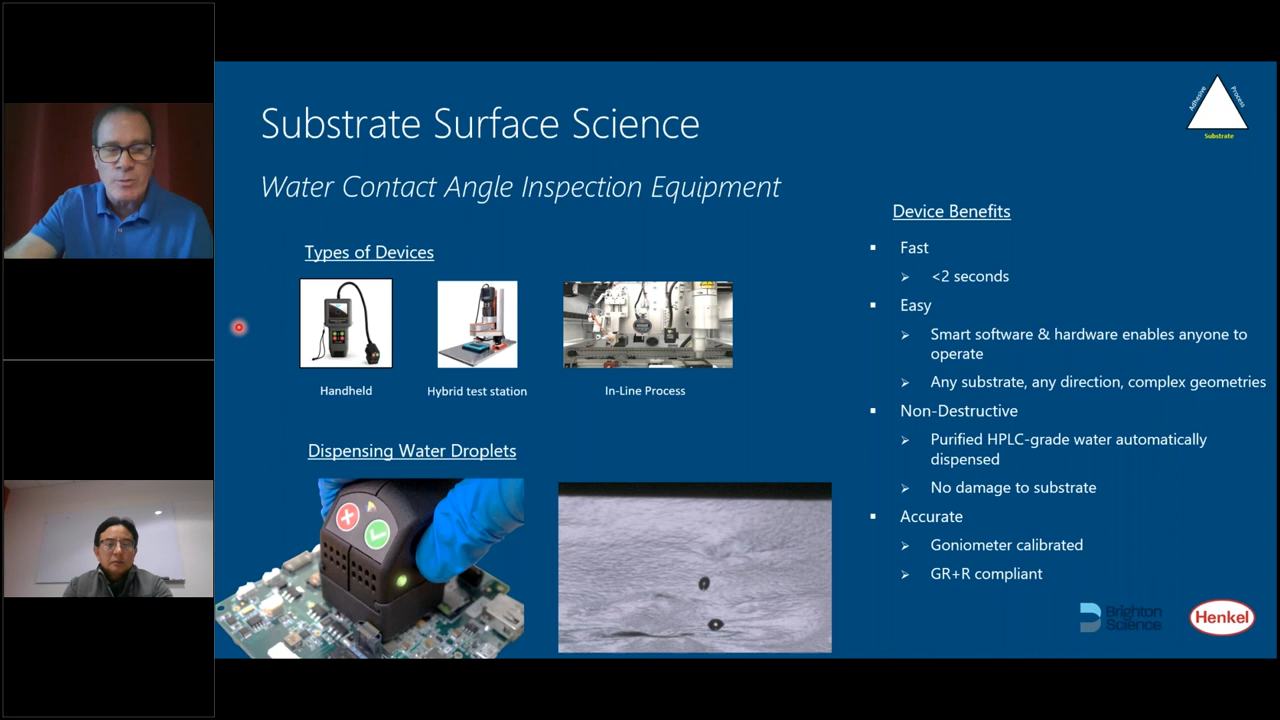 Substrate Surface Science
Water Contact Angle Inspection Equipment
Adhesive
Process
Substrate
Types of Devices
Handheld
Hybrid test station
In-Line Process
Dispensing Water Droplets
Device Benefits
Fast
<2 seconds
Easy
Smart software & hardware enables anyone to
operate
Any substrate, any direction, complex geometries
Non-Destructive
Purified HPLC-grade water automatically
dispensed
No damage to substrate
Accurate
Goniometer calibrated
GR+R compliant
Brighton
Science
Henkel